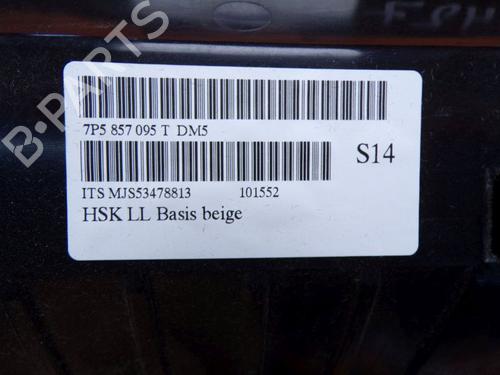 7P5 857 095 T DM5
S14
ITS MJS53478813 101552
HSK LL Basis beige
B-PARTS